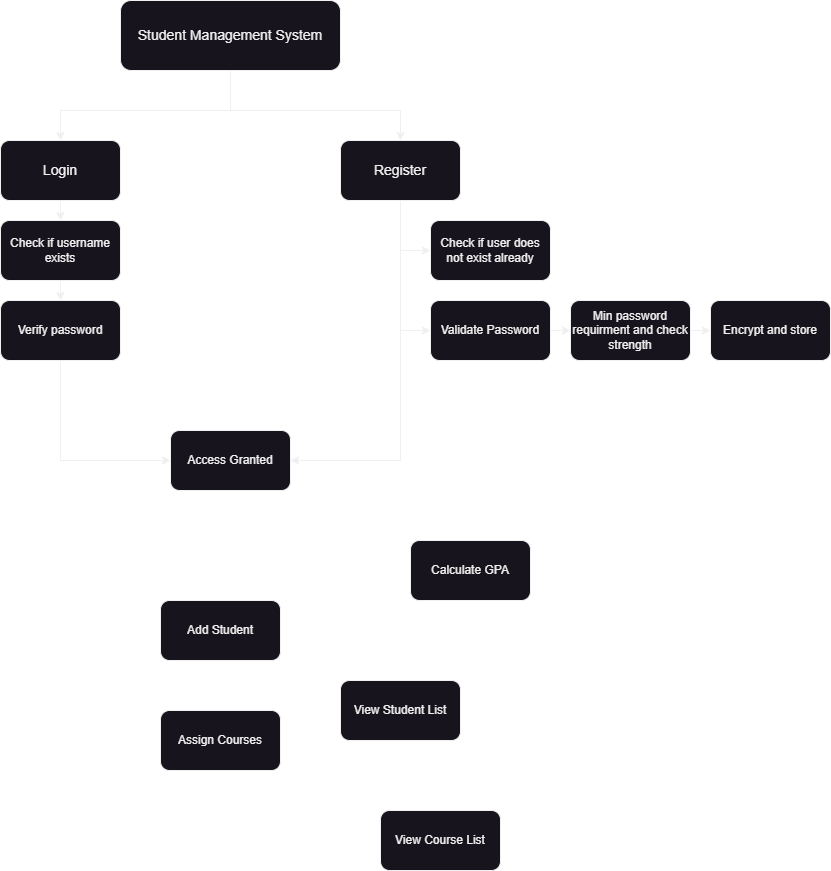 Student Management System
Login
Register
Check if username
exists
Check if user does
not exist already
Verify password
Validate Password
Min password
requirment and check
strength
Encrypt and store
Access Granted
Calculate GPA
Add Student
View Student List
Assign Courses
View Course List